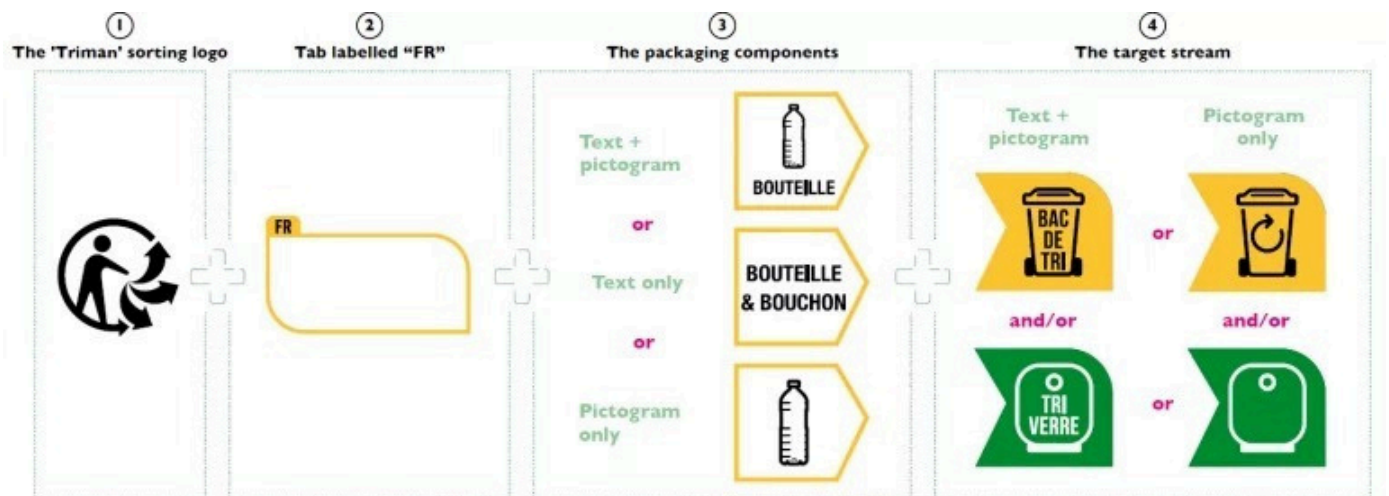 1
The 'Triman' sorting logo
2
Tab labelled “FR”
FR
3
The packaging components
Text +
pictogram
BOUTEILLE
or
Text only
BOUTEILLE
& BOUCHON
or
Pictogram
only
4
The target stream
Text +
pictogram
Pictogram
only
BAC
DE
TRI
or
and/or
and/or
TRI
VERRE
or